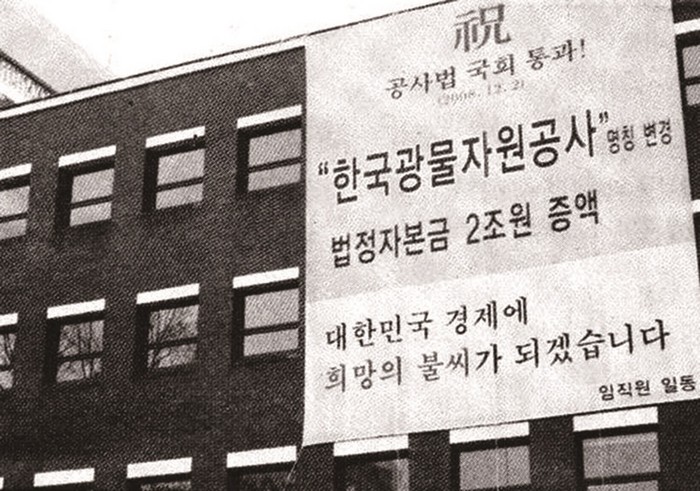 祝
공사법 국회 통과!
(2008. 12. 2)
“한국광물자원공사” 명칭 변경
법정자본금 2조원 증액
대한민국 경제에
희망의 불씨가 되겠습니다
임직원 일동